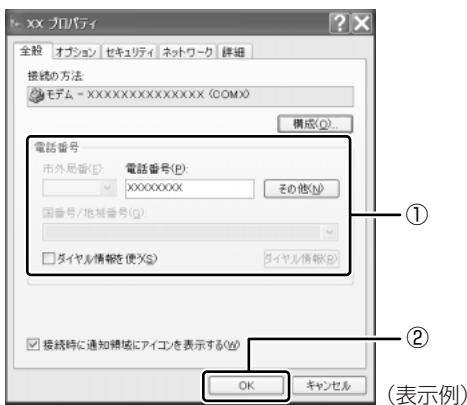 xx プロパティ
全般 オプション セキュリティ ネットワーク 詳細
接続の方法:
モデム - XXXXXXXXXXXXXX (COMX)
構成(O)...
電話番号
市外局番(E): 電話番号(P):
XXXXXXXX その他(N)
国番号/地域番号(G):
ダイヤル情報を使う(S) ダイヤル情報(R)
①
接続時に通知領域にアイコンを表示する(W)
②
OK キャンセル
(表示例)